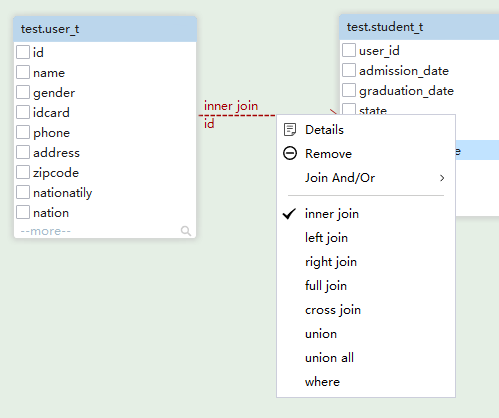 test.user_t
id
name
gender
idcard
phone
address
zipcode
nationatily
nation
--more--
inner join
id
test.student_t
user_id
admission_date
graduation_date
state
Details
Remove
Join And/Or
inner join
left join
right join
full join
cross join
union
union all
where